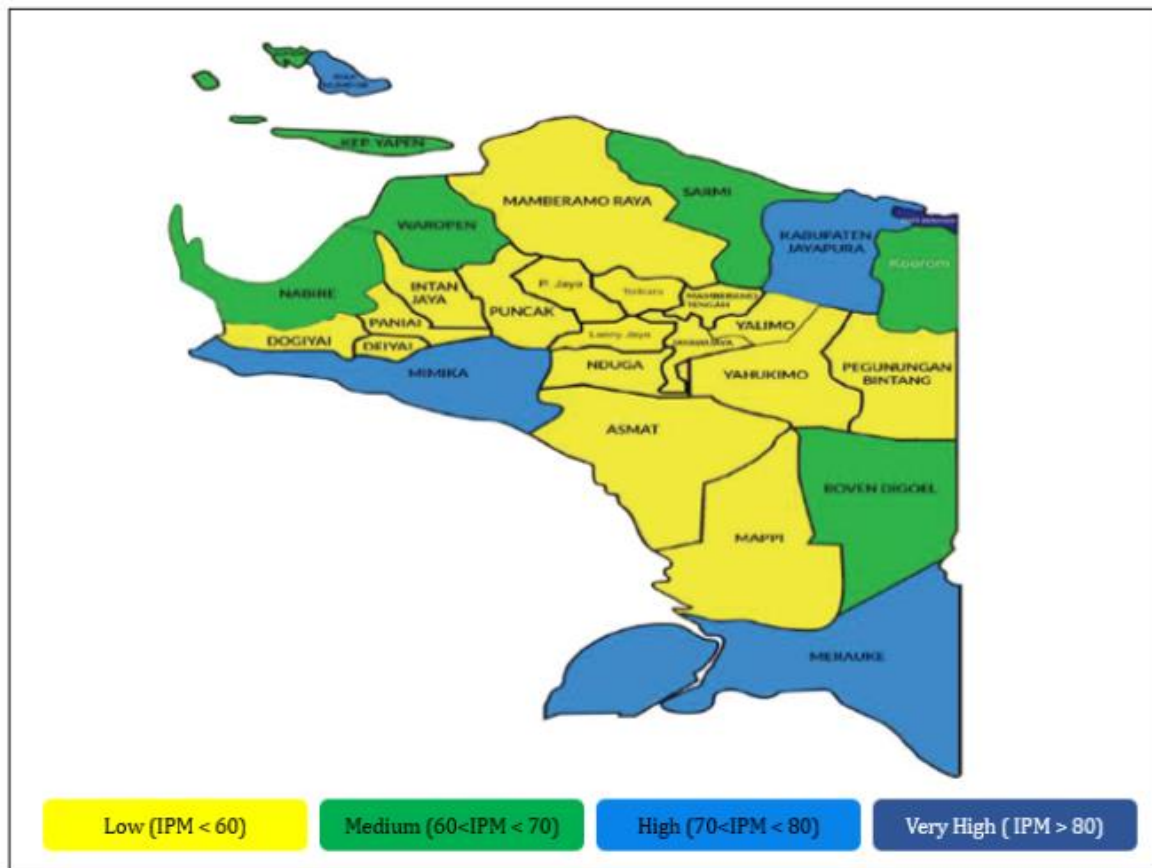 KEP. YAPEN
MAMBERAMO RAYA
SARMI
WAROPEN
KABUPATEN
JAYAPURA
Keerom
NABIRE
INTAN
JAYA
P. Jaya
PUNCAK
Tolikara
MAMBERAMO
TENGAH
PANIAI
YALIMO
DOGIYAI
DEIYAI
Lanny Jaya
MIMIKA
NDUGA
YAHUKIMO
PEGUNUNGAN
BINTANG
ASMAT
BOVEN DIGOEL
MAPPI
MERAUKE
Low (IPM < 60)
Medium (60<IPM < 70)
High (70<IPM < 80)
Very High ( IPM > 80)